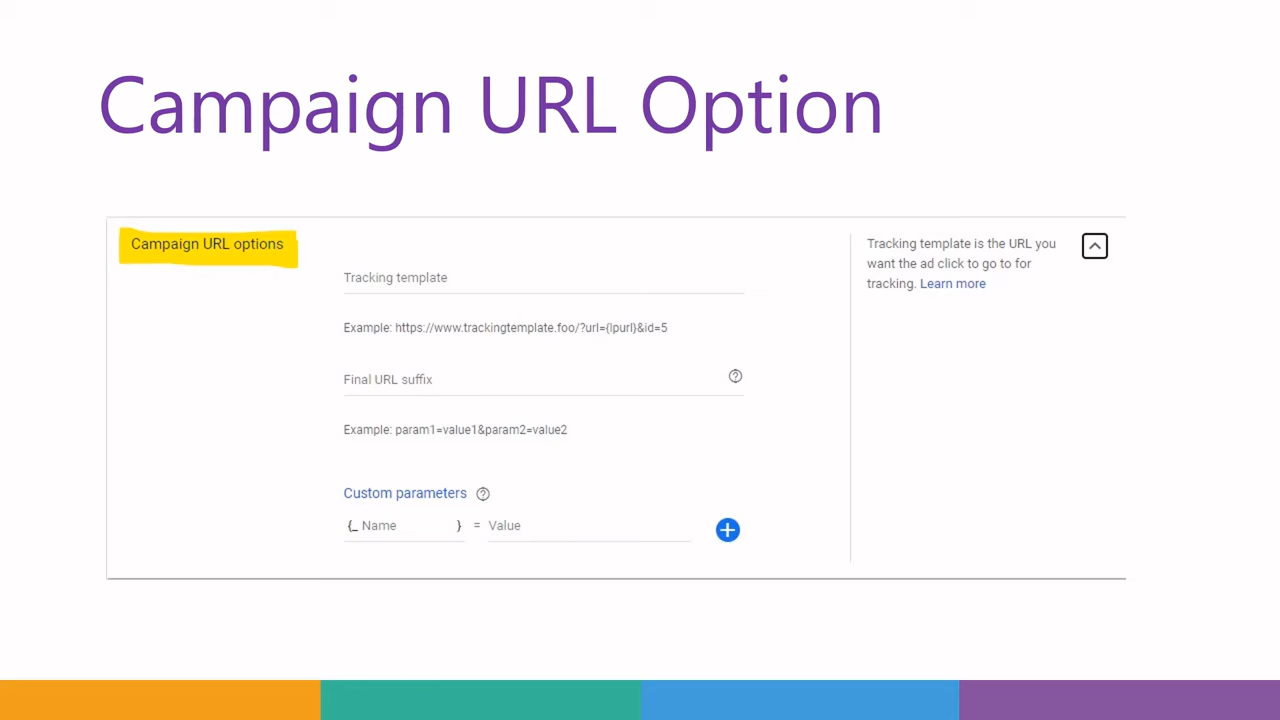 Campaign URL Option
Campaign URL options
Tracking template
Example: https://www.trackingtemplate.foo/?url={lpurl}&id=5
Final URL suffix
Example: param1=value1&param2=value2
Custom parameters
{_ Name } = Value
Tracking template is the URL you
want the ad click to go to for
tracking. Learn more